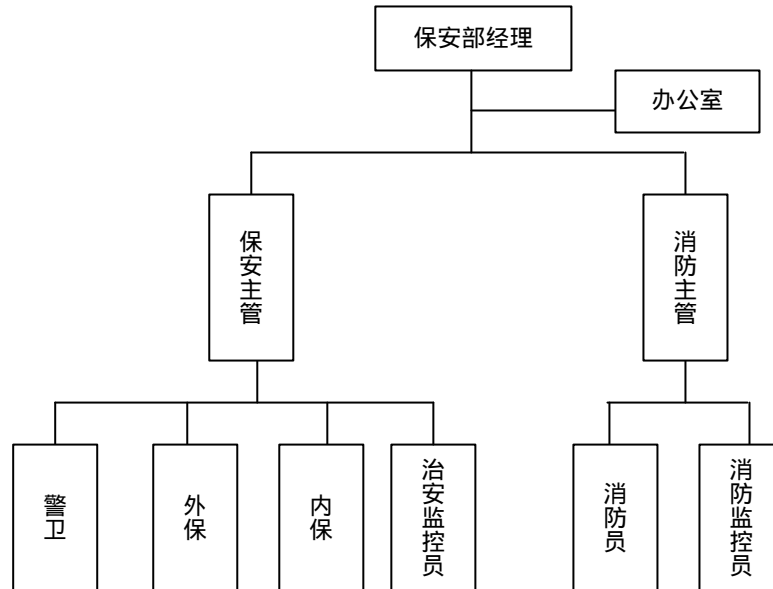 保安部经理
办公室
保安主管
消防主管
警卫
外保
内保
治安监控员
消防员
消防监控员